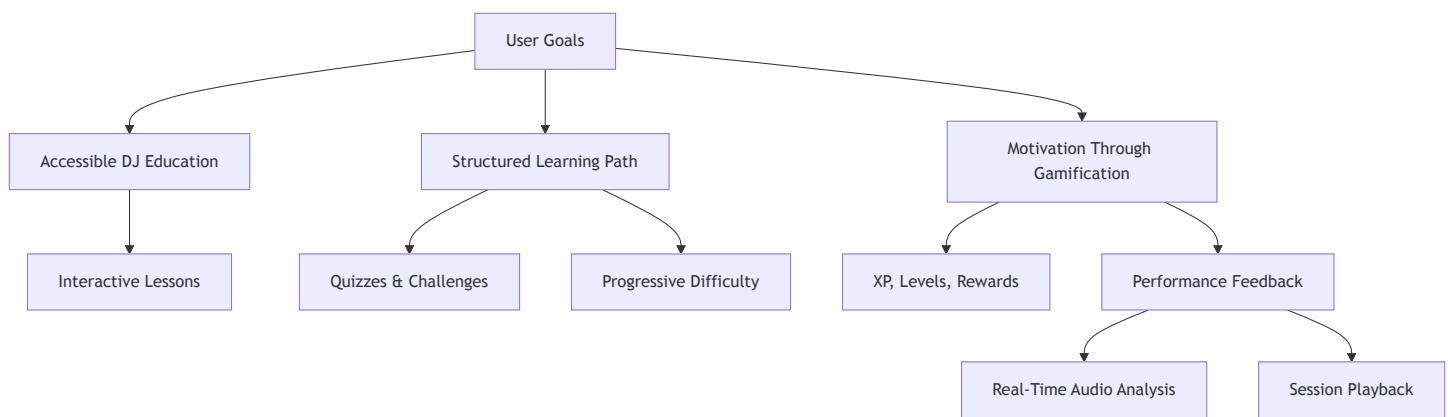 User Goals
Accessible DJ Education
Structured Learning Path
Motivation Through
Gamification
Interactive Lessons
Quizzes & Challenges
Progressive Difficulty
XP, Levels, Rewards
Performance Feedback
Real-Time Audio Analysis
Session Playback